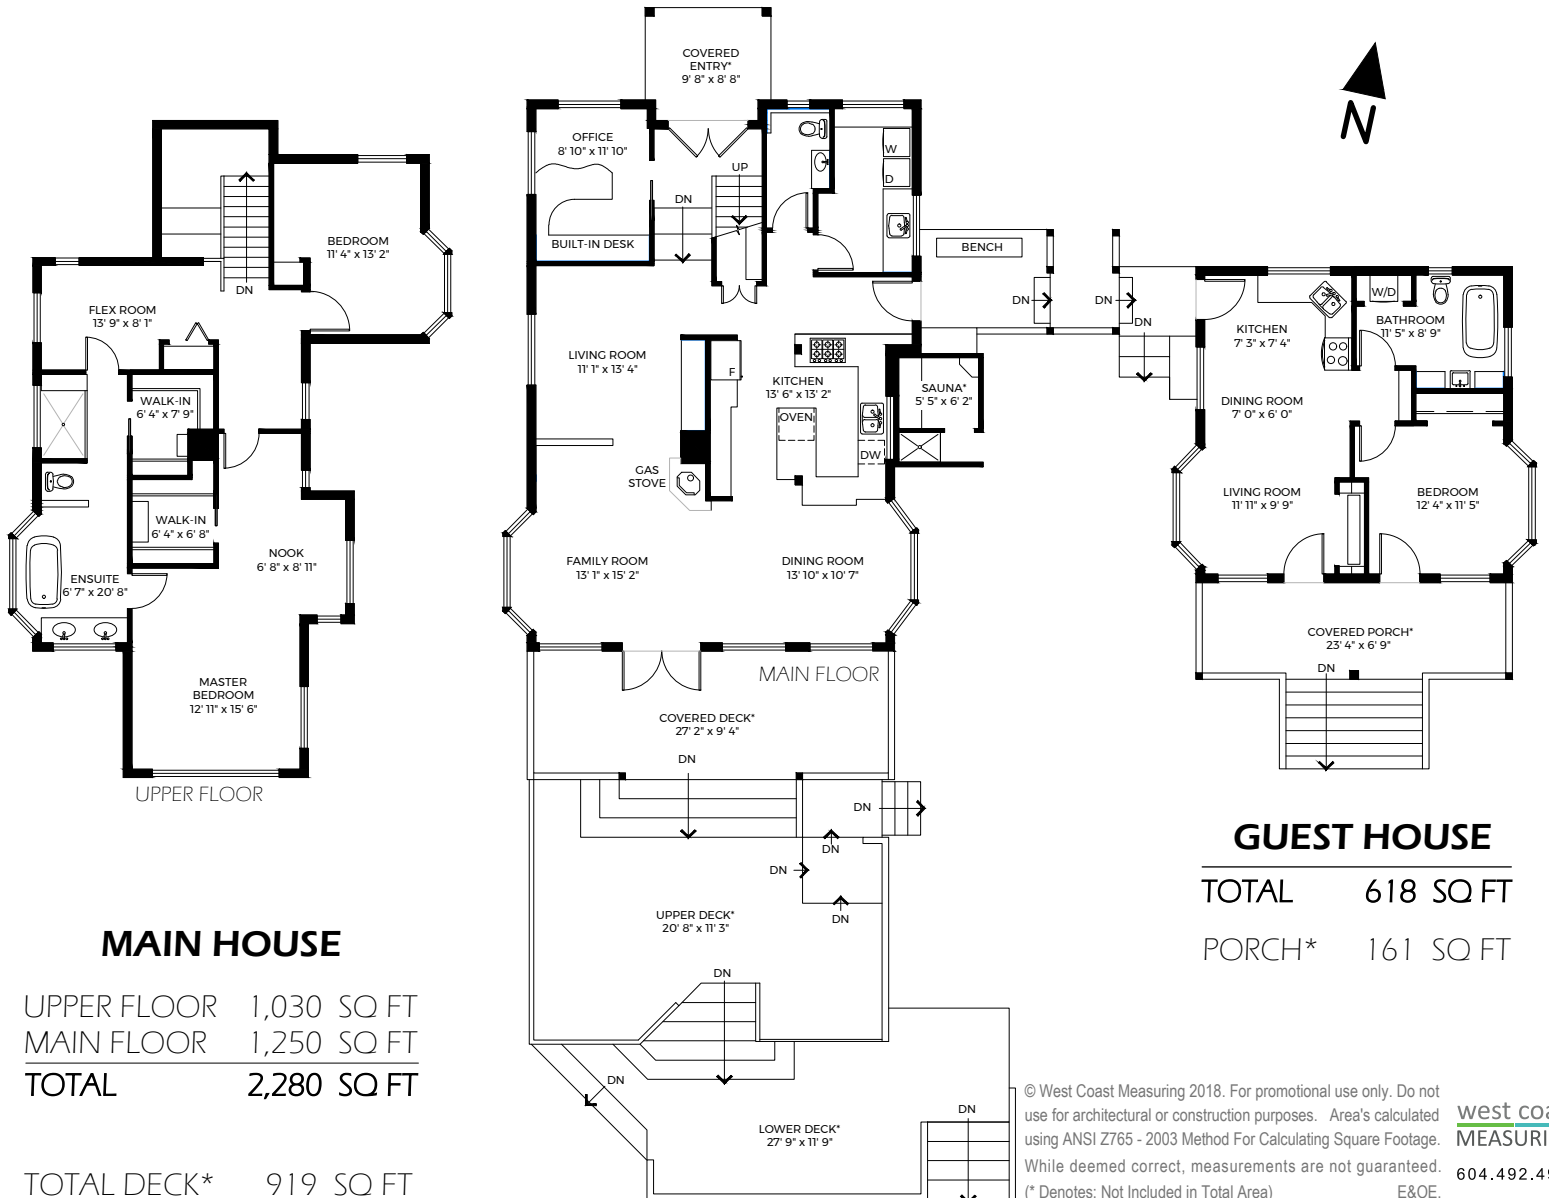 COVERED
ENTRY*
9' 8" x 8' 8"
N
OFFICE
8' 10" x 11' 10"
BUILT-IN DESK
UP
DN
W
D
BENCH
DN
DN
DN
LIVING ROOM
11' 1" x 13' 4"
F
KITCHEN
13' 6" x 13' 2"
OVEN
DW
SAUNA*
5' 5" x 6' 2"
GAS
STOVE
FAMILY ROOM
13' 1" x 15' 2"
DINING ROOM
13' 10" x 10' 7"
MAIN FLOOR
COVERED DECK*
27' 2" x 9' 4"
DN
DN
DN
DN
DN
UPPER DECK*
20' 8" x 11' 3"
DN
DN
LOWER DECK*
27' 9" x 11' 9"
DN
BEDROOM
11' 4" x 13' 2"
DN
FLEX ROOM
13' 9" x 8' 1"
WALK-IN
6' 4" x 7' 9"
WALK-IN
6' 4" x 6' 8"
NOOK
6' 8" x 8' 11"
ENSUITE
6' 7" x 20' 8"
MASTER
BEDROOM
12' 11" x 15' 6"
UPPER FLOOR
KITCHEN
7' 3" x 7' 4"
W/D
BATHROOM
11' 5" x 8' 9"
DINING ROOM
7' 0" x 6' 0"
LIVING ROOM
11' 11" x 9' 9"
BEDROOM
12' 4" x 11' 5"
COVERED PORCH*
23' 4" x 6' 9"
DN
GUEST HOUSE
TOTAL 618 SQ FT
PORCH* 161 SQ FT
MAIN HOUSE
UPPER FLOOR 1,030 SQ FT
MAIN FLOOR 1,250 SQ FT
TOTAL 2,280 SQ FT
TOTAL DECK* 919 SQ FT
© West Coast Measuring 2018. For promotional use only. Do not
use for architectural or construction purposes. Area's calculated
using ANSI Z765 - 2003 Method For Calculating Square Footage.
While deemed correct, measurements are not guaranteed.
(* Denotes: Not Included in Total Area) E&OE.
west coa
MEASURI
604.492.49